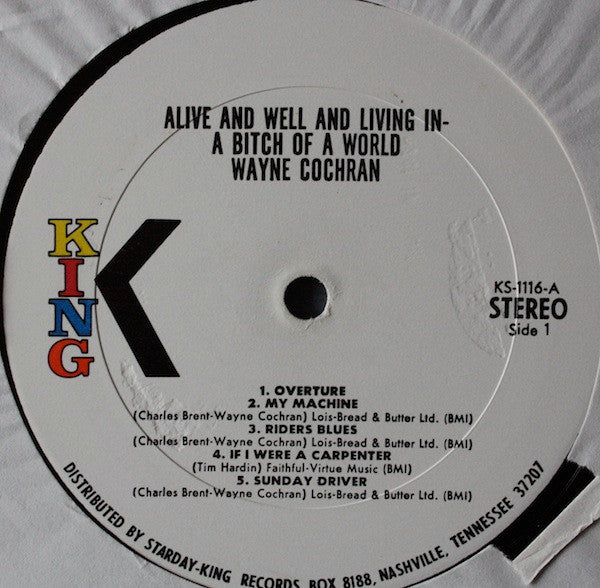 ALIVE AND WELL AND LIVING IN-
A BITCH OF A WORLD
WAYNE COCHRAN
KING
K
KS-1116-A
STEREO
Side 1
1. OVERTURE
2. MY MACHINE
(Charles Brent-Wayne Cochran) Lois-Bread & Butter Ltd. (BMI)
3. RIDERS BLUES
(Charles Brent-Wayne Cochran) Lois-Bread & Butter Ltd. (BMI)
4. IF I WERE A CARPENTER
(Tim Hardin) Faithful-Virtue Music (BMI)
5. SUNDAY DRIVER
(Charles Brent-Wayne Cochran) Lois-Bread & Butter Ltd. (BMI)
DISTRIBUTED BY STARDAY-KING RECORDS, BOX 8188, NASHVILLE, TENNESSEE 37207